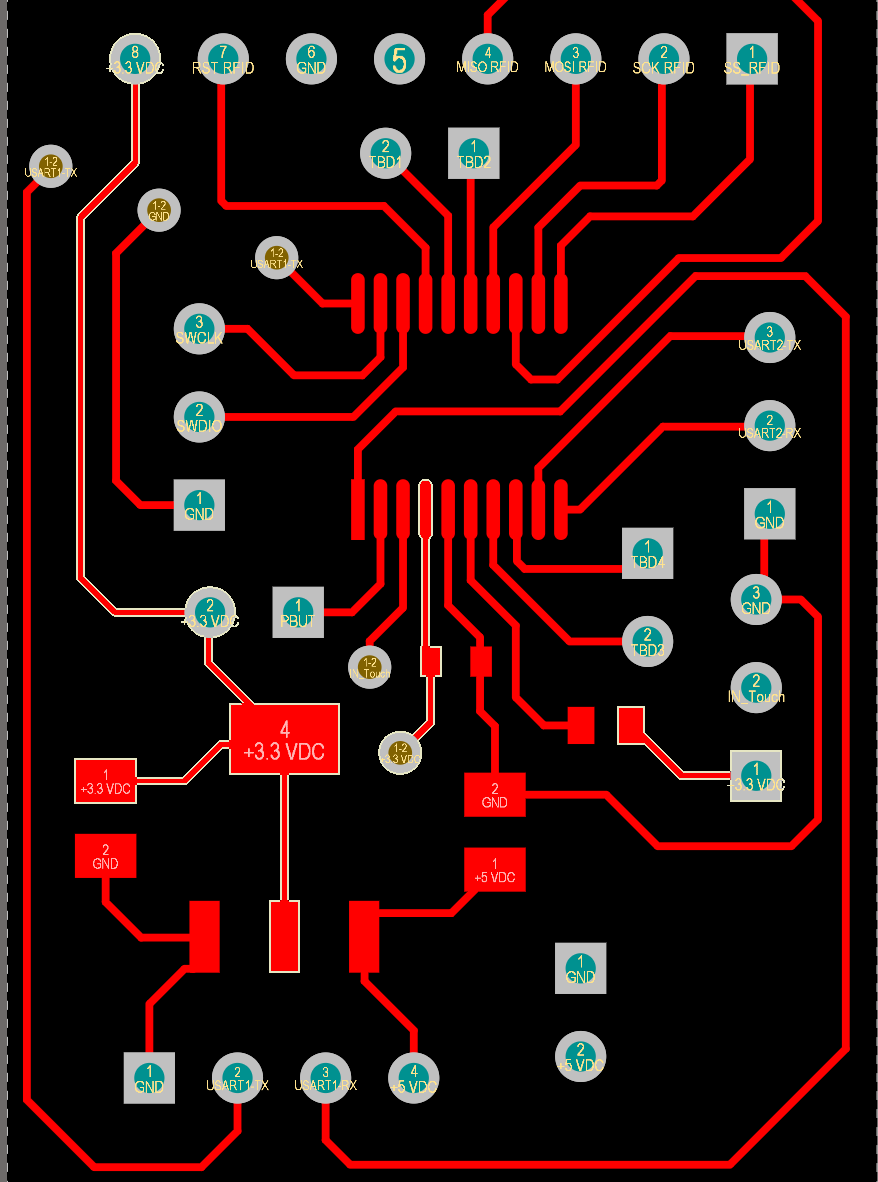 8
+3.3 VDC
7
RST RFID
6
GND
5
4
MISO RFID
3
MOSI RFID
2
SCK RFID
1
SS_RFID
2
TBD1
1
TBD2
1-2
USART1-TX
1-2
GND
1-2
USART1-TX
3
SWCLK
3
USART2-TX
2
SWDIO
2
USART2-RX
1
GND
1
GND
1
TBD4
2
+3.3 VDC
1
PBUT
3
GND
2
TBD3
1-2
IN_Touch
2
IN_Touch
4
+3.3 VDC
1-2
+3.3 VDC
1
+3.3 VDC
1
+3.3 VDC
2
GND
2
GND
1
+5 VDC
1
GND
2
+5 VDC
1
GND
2
USART1-TX
3
USART1-RX
4
+5 VDC